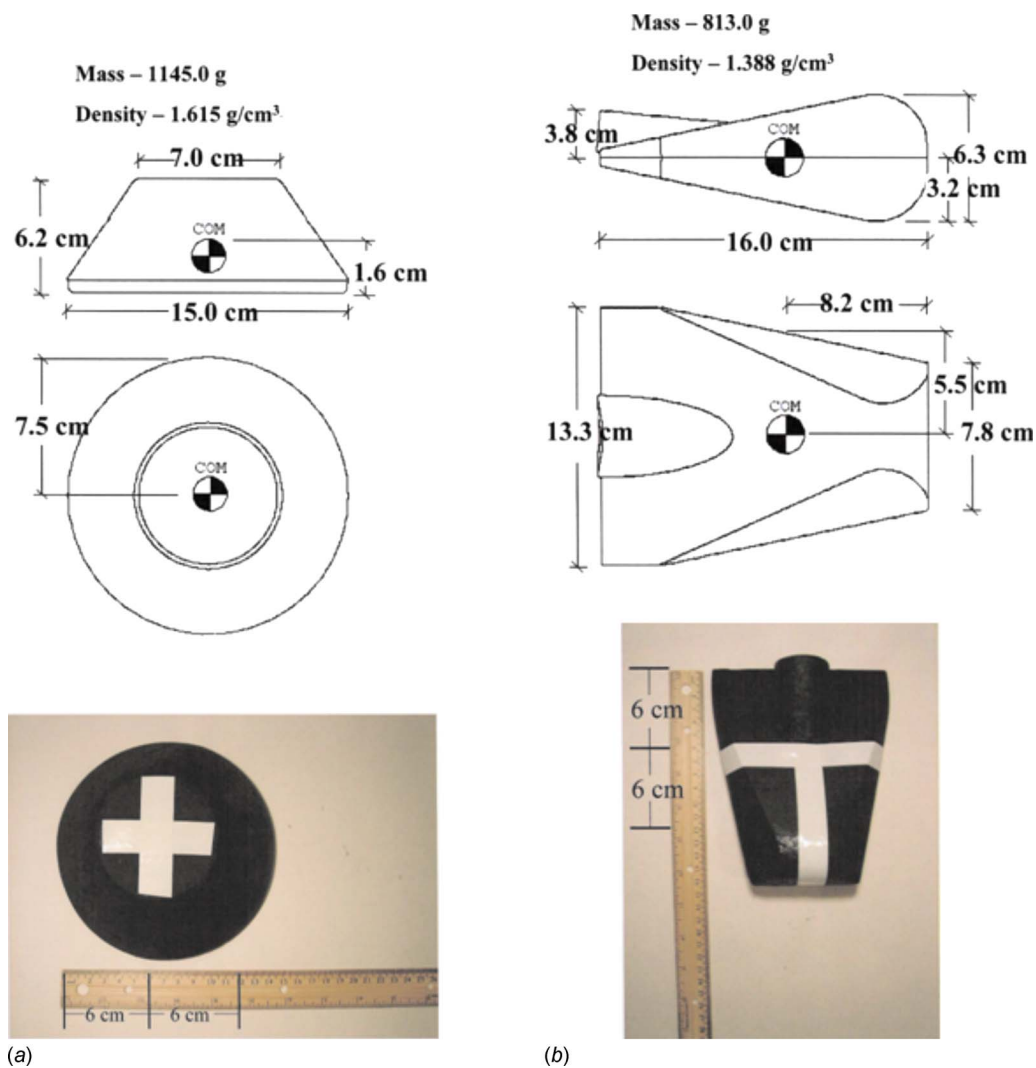 Mass – 1145.0 g
Density – 1.615 g/cm³
7.0 cm
6.2 cm
COM
1.6 cm
15.0 cm
7.5 cm
COM
6 cm
6 cm
(a)
Mass – 813.0 g
Density – 1.388 g/cm³
3.8 cm
COM
6.3 cm
3.2 cm
16.0 cm
8.2 cm
5.5 cm
13.3 cm
COM
7.8 cm
6 cm
6 cm
(b)